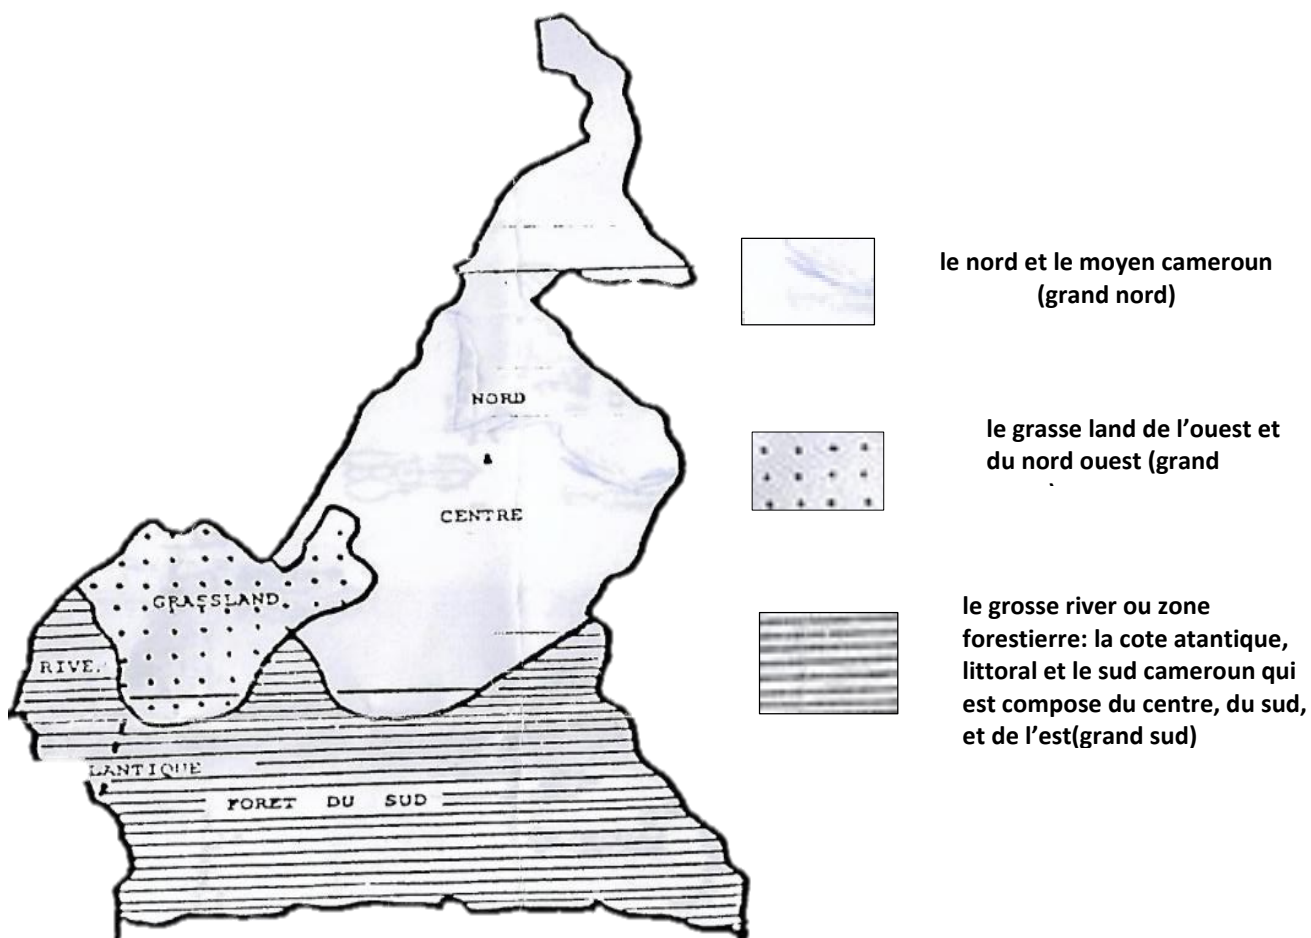 NORD
CENTRE
GRASSLAND
RIVE
LANTIQUE
FORET DU SUD
le nord et le moyen cameroun
(grand nord)
le grasse land de l’ouest et
du nord ouest (grand
le grosse river ou zone
forestierre: la cote atantique,
littoral et le sud cameroun qui
est compose du centre, du sud,
et de l’est(grand sud)